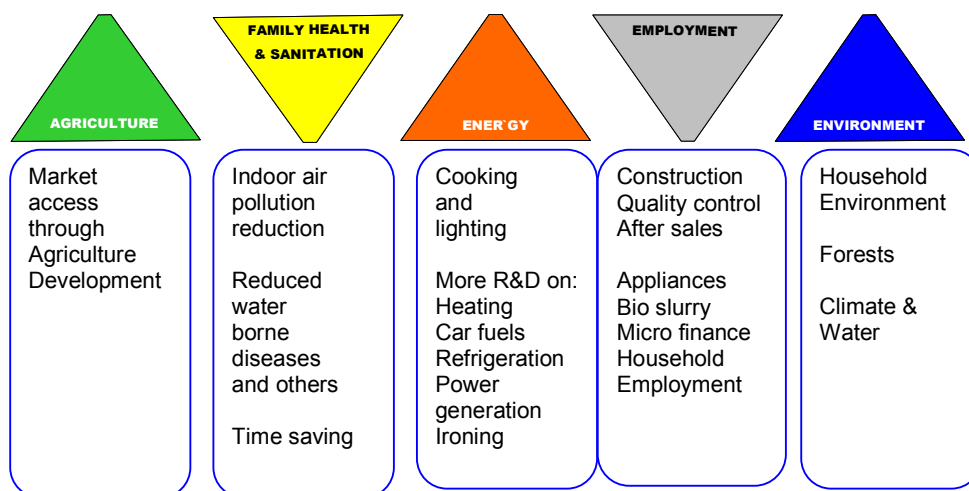 AGRICULTURE
FAMILY HEALTH
& SANITATION
ENER`GY
EMPLOYMENT
ENVIRONMENT
Market
access
through
Agriculture
Development
Indoor air
pollution
reduction
Reduced
water
borne
diseases
and others
Time saving
Cooking
and
lighting
More R&D on:
Heating
Car fuels
Refrigeration
Power
generation
Ironing
Construction
Quality control
After sales
Appliances
Bio slurry
Micro finance
Household
Employment
Household
Environment
Forests
Climate &
Water